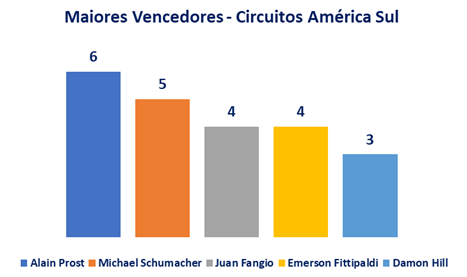 Maiores Vencedores - Circuitos América Sul
6
5
4
4
3
Alain Prost Michael Schumacher Juan Fangio Emerson Fittipaldi Damon Hill